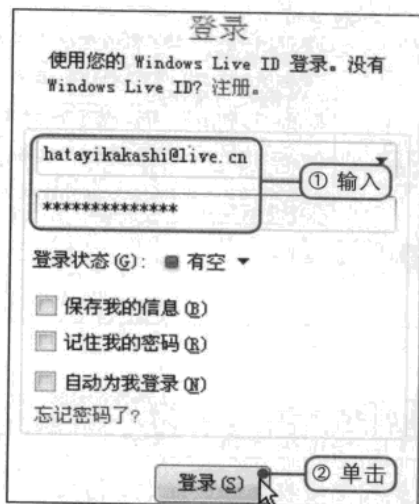 登录
使用您的 Windows Live ID 登录。没有
Windows Live ID? 注册。
hatayikakashi@live.cn
① 输入
**************
登录状态(G): 有空
保存我的信息(B)
记住我的密码(R)
自动为我登录(N)
忘记密码了?
登录(S)
② 单击